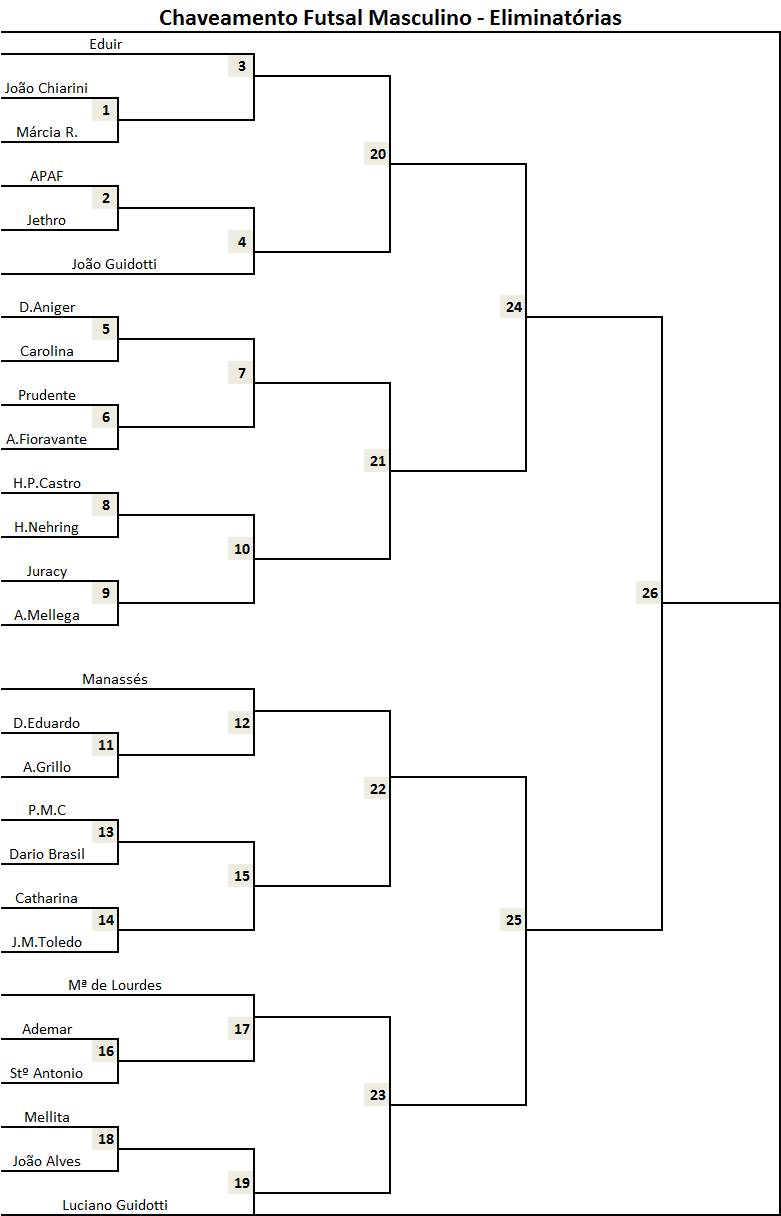 Chaveamento Futsal Masculino - Eliminatórias
Eduir
3
João Chiarini
1
Márcia R.
20
APAF
2
Jethro
4
João Guidotti
D.Aniger
24
5
Carolina
7
Prudente
6
A.Fioravante
21
H.P.Castro
8
H.Nehring
10
Juracy
9
26
A.Mellega
Manassés
D.Eduardo
12
11
A.Grillo
22
P.M.C
13
Dario Brasil
15
Catharina
14
25
J.M.Toledo
Mª de Lourdes
Ademar
17
16
Stº Antonio
23
Mellita
18
João Alves
19
Luciano Guidotti